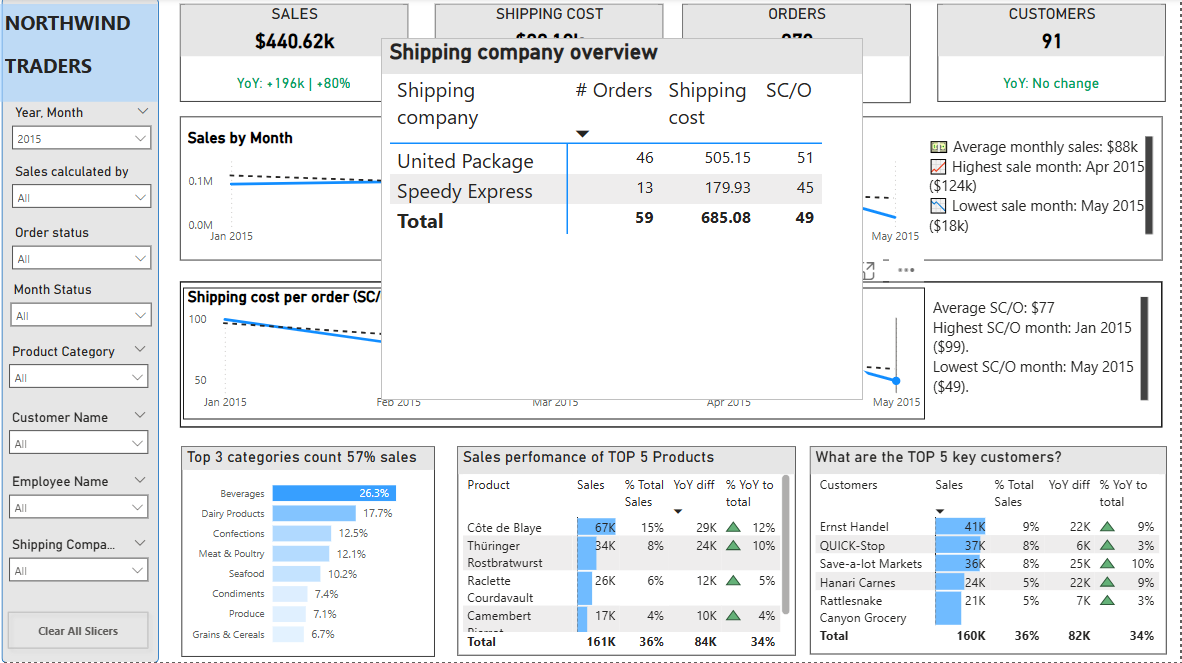 NORTHWIND
TRADERS
Year, Month
2015
Sales calculated by
All
Order status
All
Month Status
All
Product Category
All
Customer Name
All
Employee Name
All
Shipping Compa...
All
Clear All Slicers
SALES
$440.62k
YoY: +196k | +80%
SHIPPING COST
ORDERS
CUSTOMERS
91
YoY: No change
Shipping company overview
Shipping company # Orders Shipping cost SC/O
United Package 46 505.15 51
Speedy Express 13 179.93 45
Total 59 685.08 49
Sales by Month
0.1M
0.0M
Jan 2015
May 2015
Average monthly sales: $88k
Highest sale month: Apr 2015
($124k)
Lowest sale month: May 2015
($18k)
Shipping cost per order (SC/
100
50
Jan 2015 Feb 2015 Mar 2015 Apr 2015 May 2015
Average SC/O: $77
Highest SC/O month: Jan 2015
($99).
Lowest SC/O month: May 2015
($49).
Top 3 categories count 57% sales
Beverages 26.3%
Dairy Products 17.7%
Confections 12.5%
Meat & Poultry 12.1%
Seafood 10.2%
Condiments 7.4%
Produce 7.1%
Grains & Cereals 6.7%
Sales perfomance of TOP 5 Products
Product Sales % Total Sales YoY diff % YoY to total
Côte de Blaye 67K 15% 29K 12%
Thüringer Rostbratwurst 34K 8% 24K 10%
Raclette Courdavault 26K 6% 12K 5%
Camembert Pierrot 17K 4% 10K 4%
Total 161K 36% 84K 34%
What are the TOP 5 key customers?
Customers Sales % Total Sales YoY diff % YoY to total
Ernst Handel 41K 9% 22K 9%
QUICK-Stop 37K 8% 6K 3%
Save-a-lot Markets 36K 8% 25K 10%
Hanari Carnes 24K 5% 22K 9%
Rattlesnake Canyon Grocery 21K 5% 7K 3%
Total 160K 36% 82K 34%